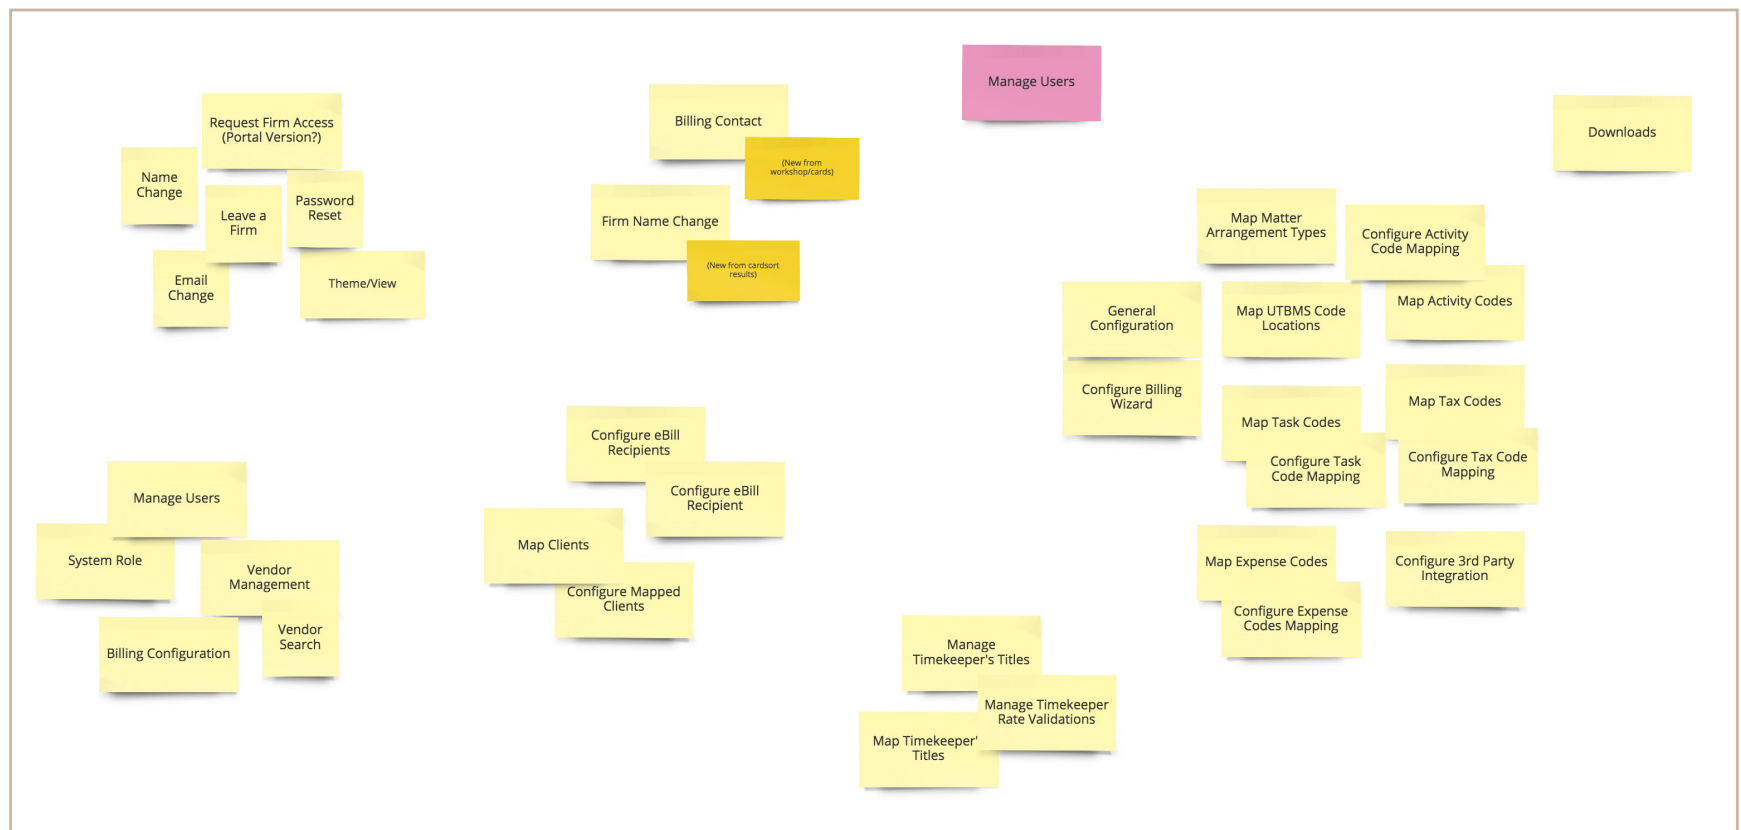 Request Firm Access
(Portal Version?)
Name
Change
Leave a
Firm
Password
Reset
Email
Change
Theme/View
Billing Contact
(New from
workshop/cards)
Firm Name Change
(New from cardsort
results)
Manage Users
Downloads
Map Matter
Arrangement Types
Configure Activity
Code Mapping
Map Activity Codes
General
Configuration
Map UTBMS Code
Locations
Configure Billing
Wizard
Map Task Codes
Configure Task
Code Mapping
Map Tax Codes
Configure Tax Code
Mapping
Map Expense Codes
Configure Expense
Codes Mapping
Configure 3rd Party
Integration
Manage Users
System Role
Vendor
Management
Vendor
Search
Billing Configuration
Configure eBill
Recipients
Configure eBill
Recipient
Map Clients
Configure Mapped
Clients
Manage
Timekeeper's Titles
Manage Timekeeper
Rate Validations
Map Timekeeper'
Titles